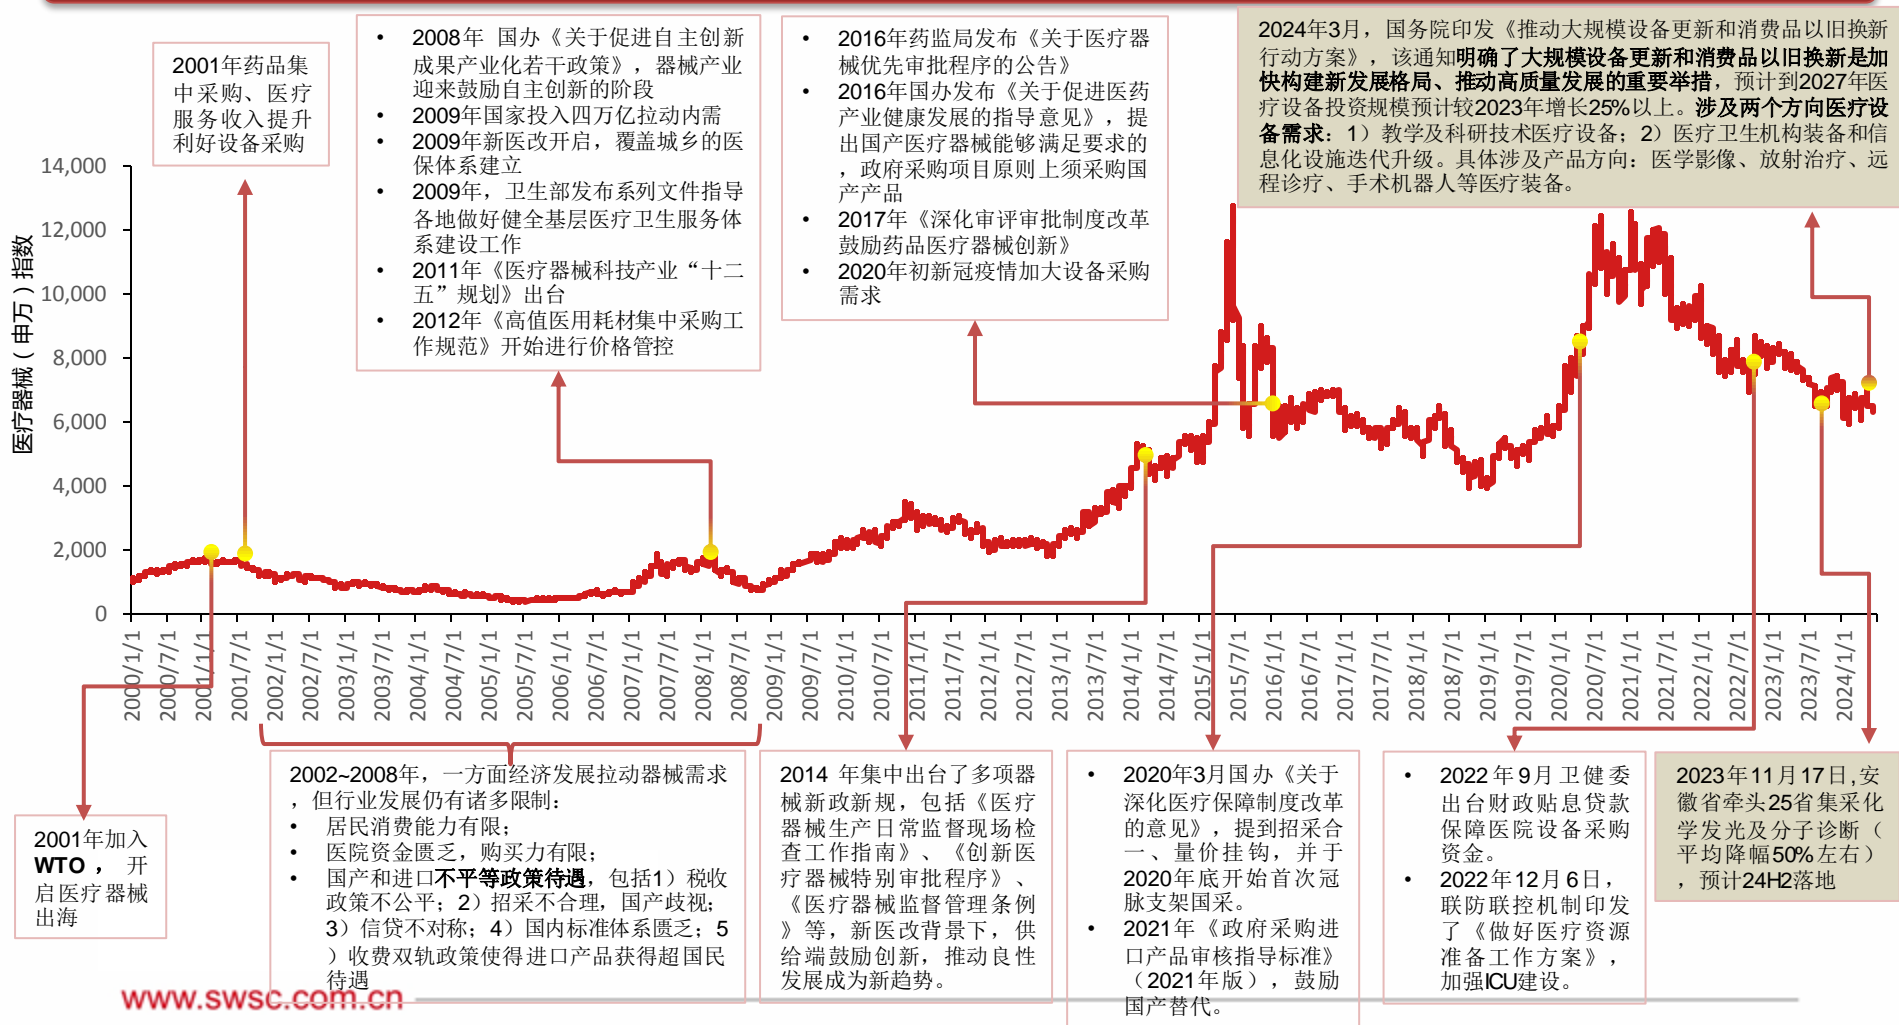 2001年药品集
中采购、医疗
服务收入提升
利好设备采购
• 2008年 国办《关于促进自主创新
成果产业化若干政策》，器械产业
迎来鼓励自主创新的阶段
• 2009年国家投入四万亿拉动内需
• 2009年新医改开启，覆盖城乡的医
保体系建立
• 2009年，卫生部发布系列文件指导
各地做好健全基层医疗卫生服务体
系建设工作
• 2011年《医疗器械科技产业“十二
五”规划》出台
• 2012年《高值医用耗材集中采购工
作规范》开始进行价格管控
• 2016年药监局发布《关于医疗器
械优先审批程序的公告》
• 2016年国办发布《关于促进医药
产业健康发展的指导意见》，提
出国产医疗器械能够满足要求的
，政府采购项目原则上须采购国
产产品
• 2017年《深化审评审批制度改革
鼓励药品医疗器械创新》
• 2020年初新冠疫情加大设备采购
需求
2024年3月，国务院印发《推动大规模设备更新和消费品以旧换新
行动方案》，该通知明确了大规模设备更新和消费品以旧换新是加
快构建新发展格局、推动高质量发展的重要举措，预计到2027年医
疗设备投资规模预计较2023年增长25%以上。涉及两个方向医疗设
备需求：1）教学及科研技术医疗设备；2）医疗卫生机构装备和信
息化设施迭代升级。具体涉及产品方向：医学影像、放射治疗、远
程诊疗、手术机器人等医疗装备。
医疗器械（申万）指数
14,000
12,000
10,000
8,000
6,000
4,000
2,000
0
2000/1/1
2000/7/1
2001/1/1
2001/7/1
2002/1/1
2002/7/1
2003/1/1
2003/7/1
2004/1/1
2004/7/1
2005/1/1
2005/7/1
2006/1/1
2006/7/1
2007/1/1
2007/7/1
2008/1/1
2008/7/1
2009/1/1
2009/7/1
2010/1/1
2010/7/1
2011/1/1
2011/7/1
2012/1/1
2012/7/1
2013/1/1
2013/7/1
2014/1/1
2014/7/1
2015/1/1
2015/7/1
2016/1/1
2016/7/1
2017/1/1
2017/7/1
2018/1/1
2018/7/1
2019/1/1
2019/7/1
2020/1/1
2020/7/1
2021/1/1
2021/7/1
2022/1/1
2022/7/1
2023/1/1
2023/7/1
2024/1/1
2001年加入
WTO，开
启医疗器械
出海
2002~2008年，一方面经济发展拉动器械需求
，但行业发展仍有诸多限制：
• 居民消费能力有限；
• 医院资金匮乏，购买力有限；
• 国产和进口不平等政策待遇，包括1）税收
政策不公平；2）招采不合理，国产歧视；
3）信贷不对称；4）国内标准体系匮乏；5
）收费双轨政策使得进口产品获得超国民
待遇
2014 年集中出台了多项器
械新政新规，包括《医疗
器械生产日常监督现场检
查工作指南》、《创新医
疗器械特别审批程序》、
《医疗器械监督管理条例
》等，新医改背景下，供
给端鼓励创新，推动良性
发展成为新趋势。
• 2020年3月国办《关于
深化医疗保障制度改革
的意见》，提到招采合
一、量价挂钩，并于
2020年底开始首次冠
脉支架国采。
• 2021年《政府采购进
口产品审核指导标准》
（2021年版），鼓励
国产替代。
• 2022年9月卫健委
出台财政贴息贷款
保障医院设备采购
资金。
• 2022年12月6日，
联防联控机制印发
了《做好医疗资源
准备工作方案》，
加强ICU建设。
2023年11月17日,安
徽省牵头25省集采化
学发光及分子诊断（
平均降幅50%左右）
，预计24H2落地
www.swsc.com.cn